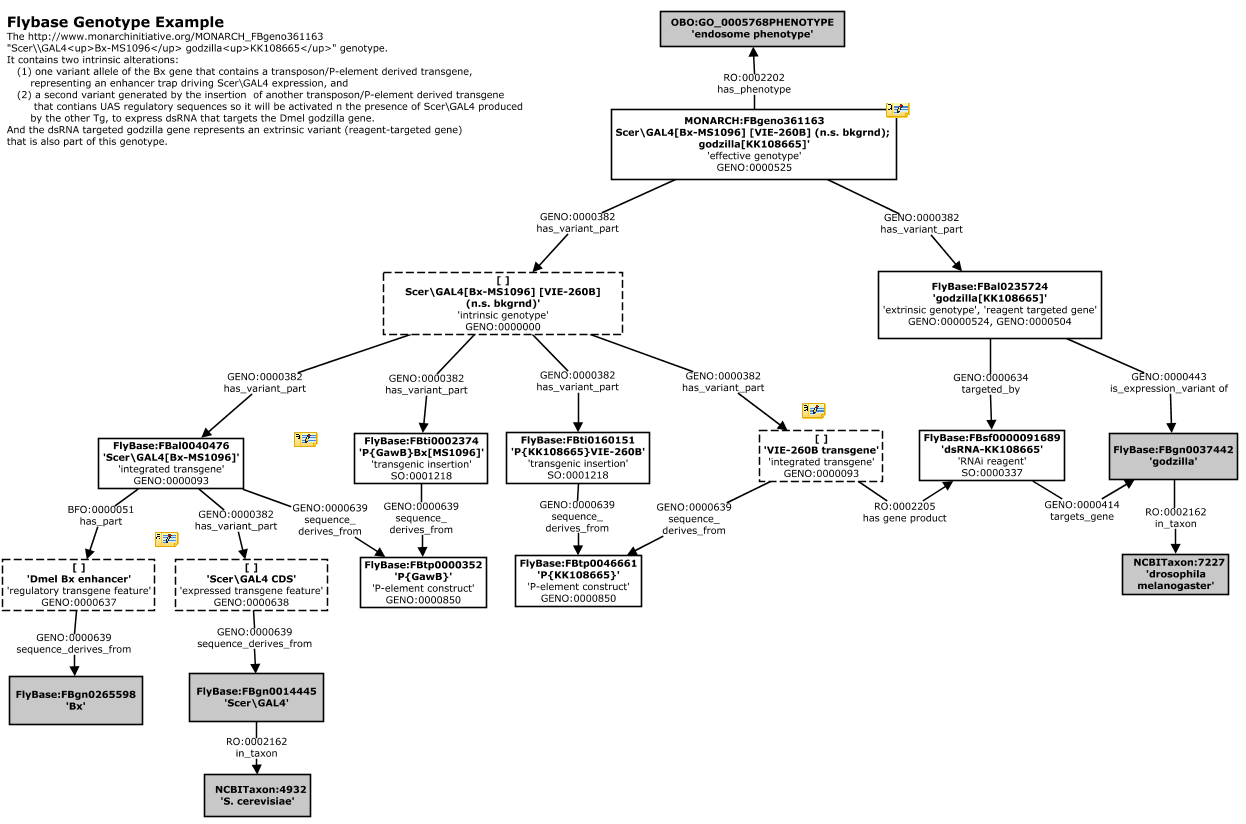 Flybase Genotype Example
The http://www.monarchinitiative.org/MONARCH_FBgeno361163
"Scer\\GAL4<up>Bx-MS1096</up> godzilla<up>KK108665</up>" genotype.
It contains two intrinsic alterations:
(1) one variant allele of the Bx gene that contains a transposon/P-element derived transgene,
representing an enhancer trap driving Scer\GAL4 expression, and
(2) a second variant generated by the insertion of another transposon/P-element derived transgene
that contians UAS regulatory sequences so it will be activated n the presence of Scer\GAL4 produced
by the other Tg, to express dsRNA that targets the Dmel godzilla gene.
And the dsRNA targeted godzilla gene represents an extrinsic variant (reagent-targeted gene)
that is also part of this genotype.
OBO:GO_0005768PHENOTYPE
'endosome phenotype'
RO:0002202
has_phenotype
MONARCH:FBgeno361163
Scer\GAL4[Bx-MS1096] [VIE-260B] (n.s. bkgrnd);
godzilla[KK108665]'
'effective genotype'
GENO:0000525
GENO:0000382
has_variant_part
GENO:0000382
has_variant_part
[ ]
Scer\GAL4[Bx-MS1096] [VIE-260B]
(n.s. bkgrnd)'
'intrinsic genotype'
GENO:0000000
FlyBase:FBal0235724
'godzilla[KK108665]'
'extrinsic genotype', 'reagent targeted gene'
GENO:00000524, GENO:0000504
GENO:0000382
has_variant_part
GENO:0000382
has_variant_part
GENO:0000382
has_variant_part
GENO:0000382
has_variant_part
GENO:0000634
targeted_by
GENO:0000443
is_expression_variant of
FlyBase:FBal0040476
'Scer\GAL4[Bx-MS1096]'
'integrated transgene'
GENO:0000093
FlyBase:FBti0002374
'P{GawB}Bx[MS1096]'
'transgenic insertion'
SO:0001218
FlyBase:FBti0160151
'P{KK108665}VIE-260B'
'transgenic insertion'
SO:0001218
[ ]
'VIE-260B transgene'
'integrated transgene'
GENO:0000093
FlyBase:FBsf0000091689
'dsRNA-KK108665'
'RNAi reagent'
SO:0000337
FlyBase:FBgn0037442
'godzilla'
BFO:0000051
has_part
GENO:0000382
has_variant_part
GENO:0000639
sequence_
derives_from
GENO:0000639
sequence_
derives_from
GENO:0000639
sequence_
derives_from
GENO:0000639
sequence_
derives_from
RO:0002205
has gene product
GENO:0000414
targets_gene
RO:0002162
in_taxon
[ ]
'Dmel Bx enhancer'
'regulatory transgene feature'
GENO:0000637
[ ]
'Scer\GAL4 CDS'
'expressed transgene feature'
GENO:0000638
FlyBase:FBtp0000352
'P{GawB}'
'P-element construct'
GENO:0000850
FlyBase:FBtp0046661
'P{KK108665}'
'P-element construct'
GENO:0000850
NCBITaxon:7227
'drosophila
melanogaster'
GENO:0000639
sequence_derives_from
GENO:0000639
sequence_derives_from
FlyBase:FBgn0265598
'Bx'
FlyBase:FBgn0014445
'Scer\GAL4'
RO:0002162
in_taxon
NCBITaxon:4932
'S. cerevisiae'